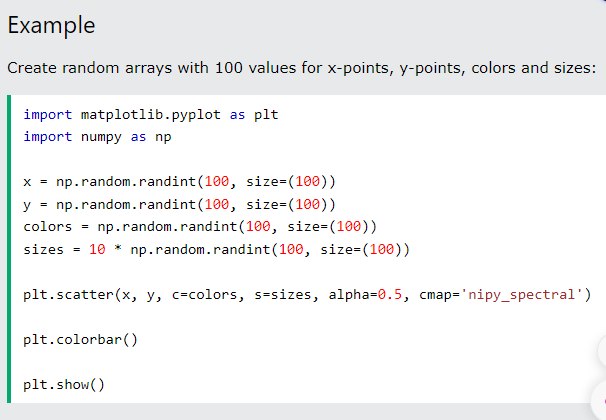 Example
Create random arrays with 100 values for x-points, y-points, colors and sizes:
import matplotlib.pyplot as plt
import numpy as np
x = np.random.randint(100, size=(100))
y = np.random.randint(100, size=(100))
colors = np.random.randint(100, size=(100))
sizes = 10 * np.random.randint(100, size=(100))
plt.scatter(x, y, c=colors, s=sizes, alpha=0.5, cmap='nipy_spectral')
plt.colorbar()
plt.show()